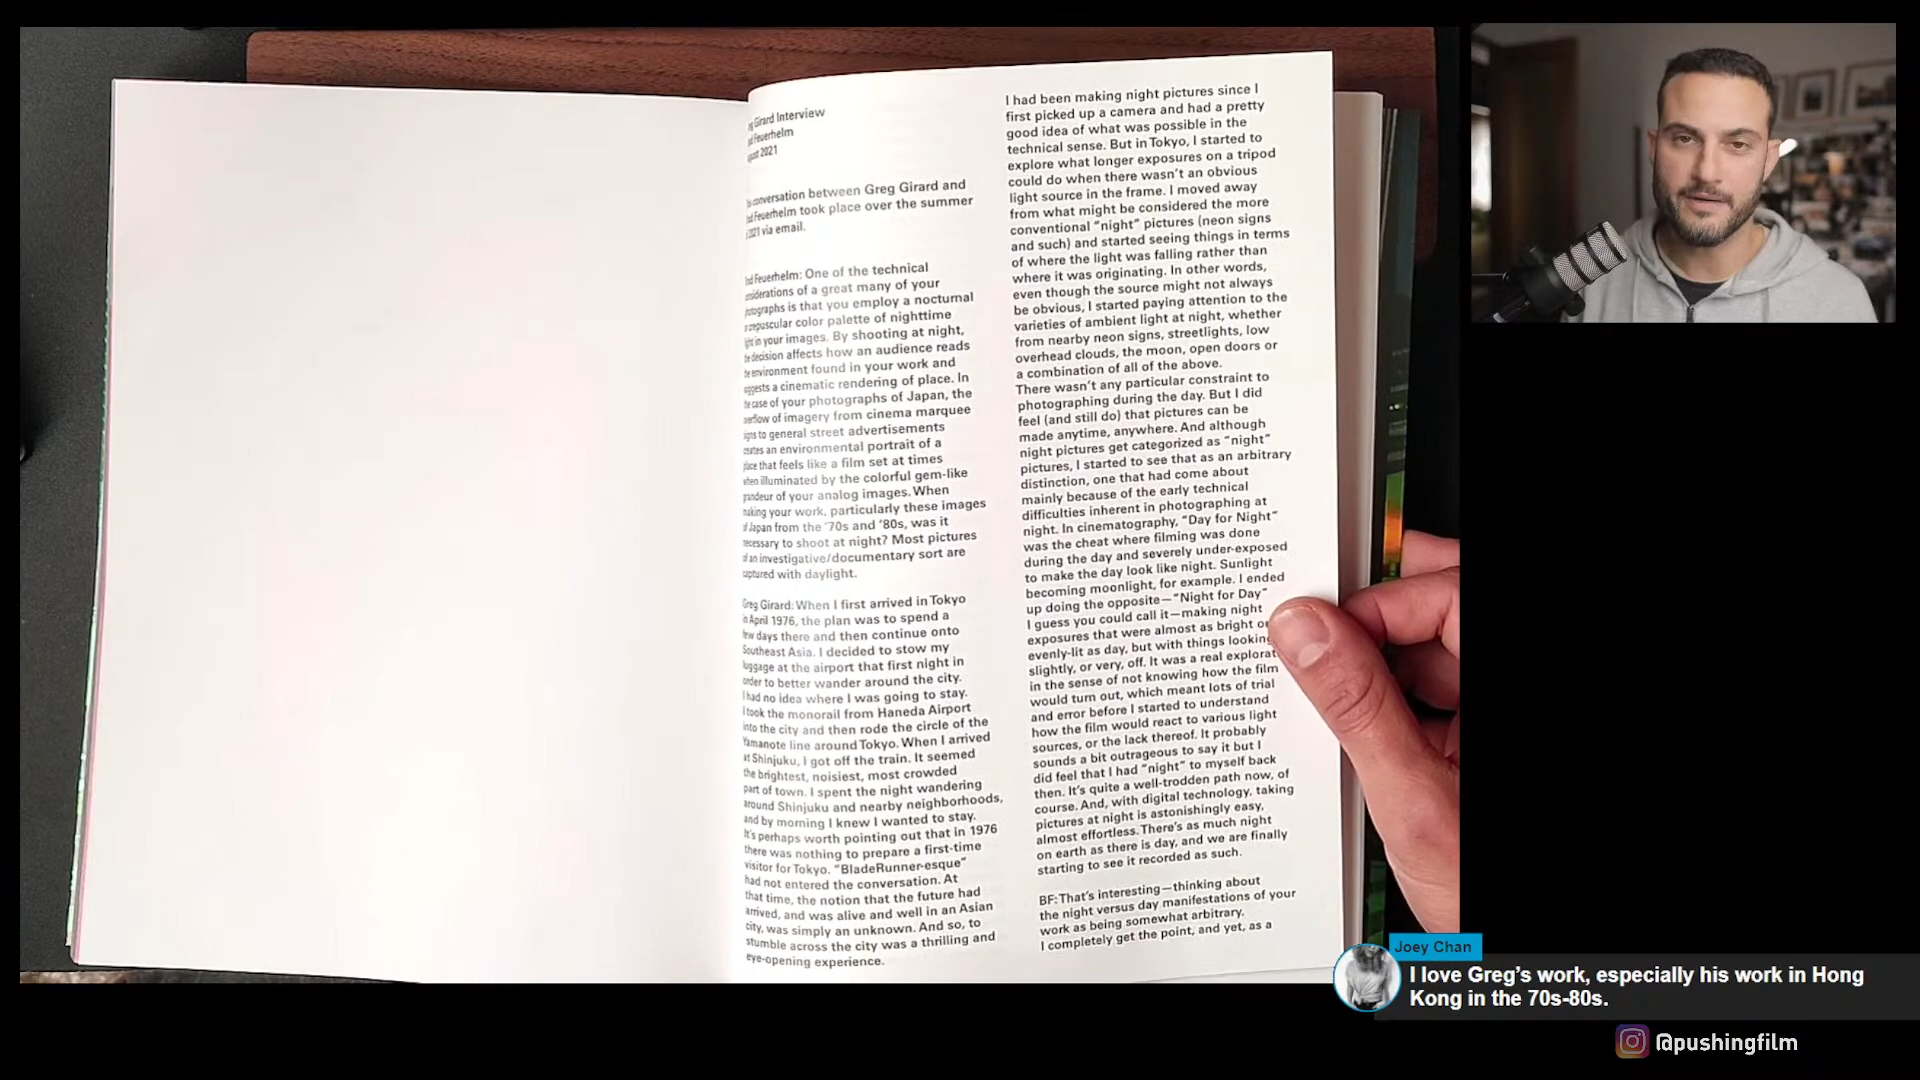 Girard Interview
Feuerhelm
2021
conversation between Greg Girard and
Feuerhelm took place over the summer
2021 via email.
Feuerhelm: One of the technical
considerations of a great many of your
photographs is that you employ a nocturnal
crepuscular color palette of nighttime
in your images. By shooting at night,
the decision affects how an audience reads
the environment found in your work and
suggests a cinematic rendering of place. In
the case of your photographs of Japan, the
overflow of imagery from cinema marquee
signs to general street advertisements
creates an environmental portrait of a
place that feels like a film set at times
when illuminated by the colorful gem-like
grandeur of your analog images. When
making your work, particularly these images
of Japan from the '70s and '80s, was it
necessary to shoot at night? Most pictures
of an investigative/documentary sort are
captured with daylight.
Greg Girard: When I first arrived in Tokyo
in April 1976, the plan was to spend a
few days there and then continue onto
Southeast Asia. I decided to stow my
luggage at the airport that first night in
order to better wander around the city.
I had no idea where I was going to stay.
I took the monorail from Haneda Airport
into the city and then rode the circle of the
Yamanote line around Tokyo. When I arrived
at Shinjuku, I got off the train. It seemed
the brightest, noisiest, most crowded
part of town. I spent the night wandering
around Shinjuku and nearby neighborhoods,
and by morning I knew I wanted to stay.
It's perhaps worth pointing out that in 1976
there was nothing to prepare a first-time
visitor for Tokyo. "BladeRunner-esque"
had not entered the conversation. At
that time, the notion that the future had
arrived, and was alive and well in an Asian
city, was simply an unknown. And so, to
stumble across the city was a thrilling and
eye-opening experience.
I had been making night pictures since I
first picked up a camera and had a pretty
good idea of what was possible in the
technical sense. But in Tokyo, I started to
explore what longer exposures on a tripod
could do when there wasn't an obvious
light source in the frame. I moved away
from what might be considered the more
conventional "night" pictures (neon signs
and such) and started seeing things in terms
of where the light was falling rather than
where it was originating. In other words,
even though the source might not always
be obvious, I started paying attention to the
varieties of ambient light at night, whether
from nearby neon signs, streetlights, low
overhead clouds, the moon, open doors or
a combination of all of the above.
There wasn't any particular constraint to
photographing during the day. But I did
feel (and still do) that pictures can be
made anytime, anywhere. And although
night pictures get categorized as "night"
pictures, I started to see that as an arbitrary
distinction, one that had come about
mainly because of the early technical
difficulties inherent in photographing at
night. In cinematography, "Day for Night"
was the cheat where filming was done
during the day and severely under-exposed
to make the day look like night. Sunlight
becoming moonlight, for example. I ended
up doing the opposite—"Night for Day"
I guess you could call it—making night
exposures that were almost as bright
evenly-lit as day, but with things looking
slightly, or very, off. It was a real explorat
in the sense of not knowing how the film
would turn out, which meant lots of trial
and error before I started to understand
how the film would react to various light
sources, or the lack thereof. It probably
sounds a bit outrageous to say it but I
did feel that I had "night" to myself back
then. It's quite a well-trodden path now, of
course. And, with digital technology, taking
pictures at night is astonishingly easy,
almost effortless. There's as much night
on earth as there is day, and we are finally
starting to see it recorded as such.
BF: That's interesting—thinking about
the night versus day manifestations of your
work as being somewhat arbitrary.
I completely get the point, and yet, as a
Joey Chan
I love Greg's work, especially his work in Hong
Kong in the 70s-80s.
@pushingfilm